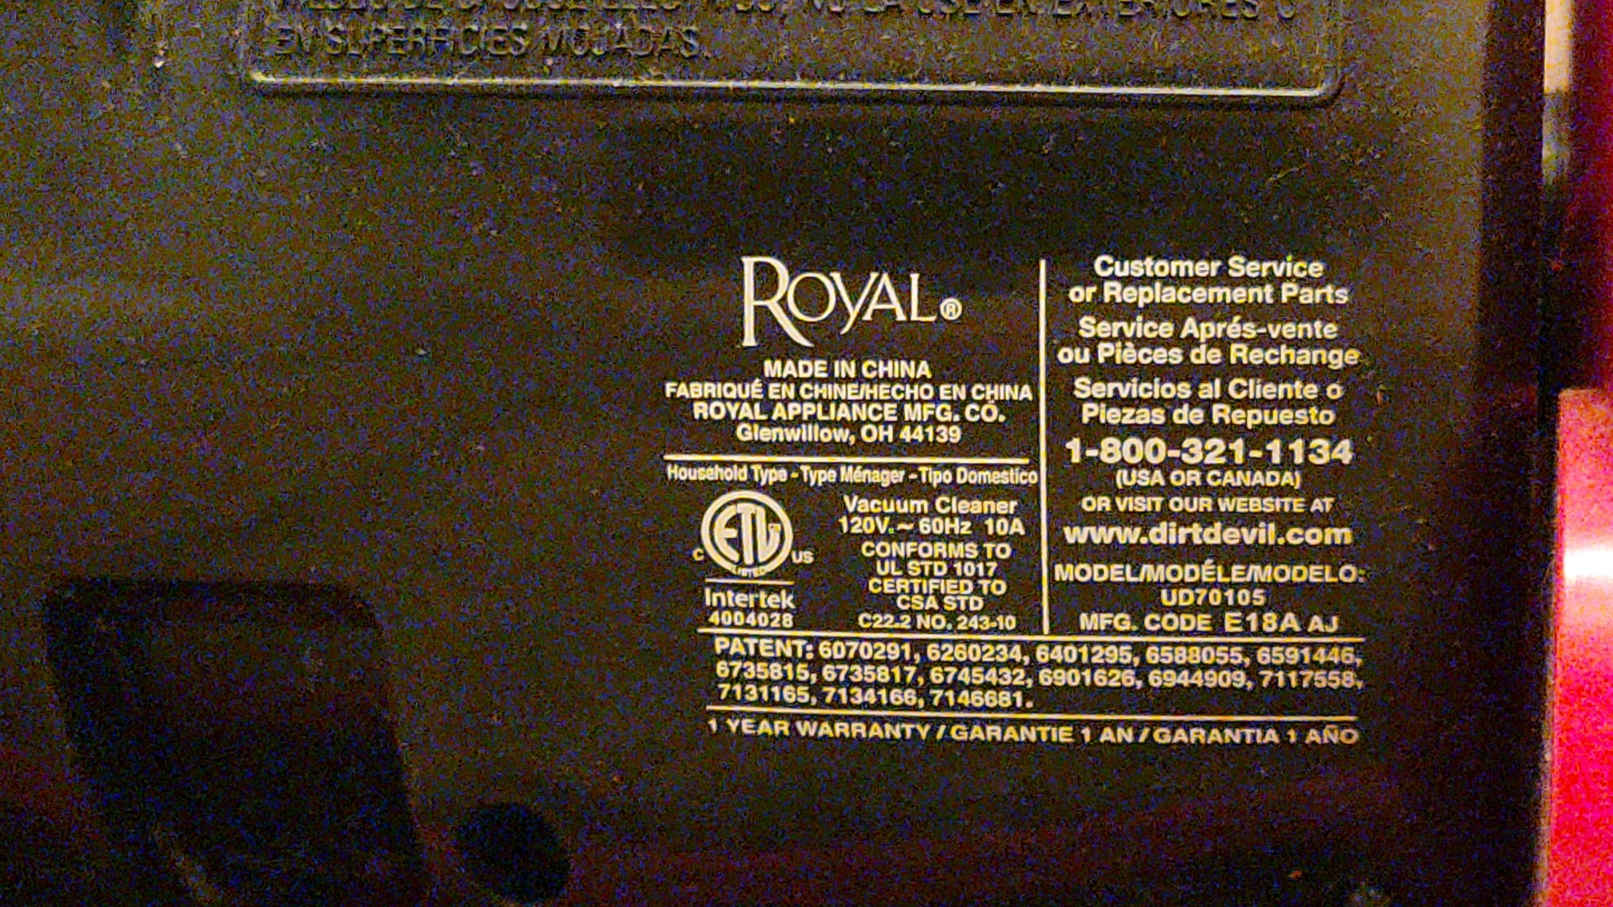 EN SUPERFICIES MOJADAS.
ROYAL®
MADE IN CHINA
FABRIQUÉ EN CHINE/HECHO EN CHINA
ROYAL APPLIANCE MFG. CO.
Glenwillow, OH 44139
Household Type - Type Ménager - Tipo Domestico
ETL
LISTED
C US
Intertek
4004028
Vacuum Cleaner
120V.~ 60Hz 10A
CONFORMS TO
UL STD 1017
CERTIFIED TO
CSA STD
C22.2 NO. 243-10
Customer Service
or Replacement Parts
Service Aprés-vente
ou Pièces de Rechange
Servicios al Cliente o
Piezas de Repuesto
1-800-321-1134
(USA OR CANADA)
OR VISIT OUR WEBSITE AT
www.dirtdevil.com
MODEL/MODÉLE/MODELO:
UD70105
MFG. CODE E18A AJ
PATENT: 6070291, 6260234, 6401295, 6588055, 6591446,
6735815, 6735817, 6745432, 6901626, 6944909, 7117558,
7131165, 7134166, 7146681.
1 YEAR WARRANTY / GARANTIE 1 AN / GARANTIA 1 AÑO